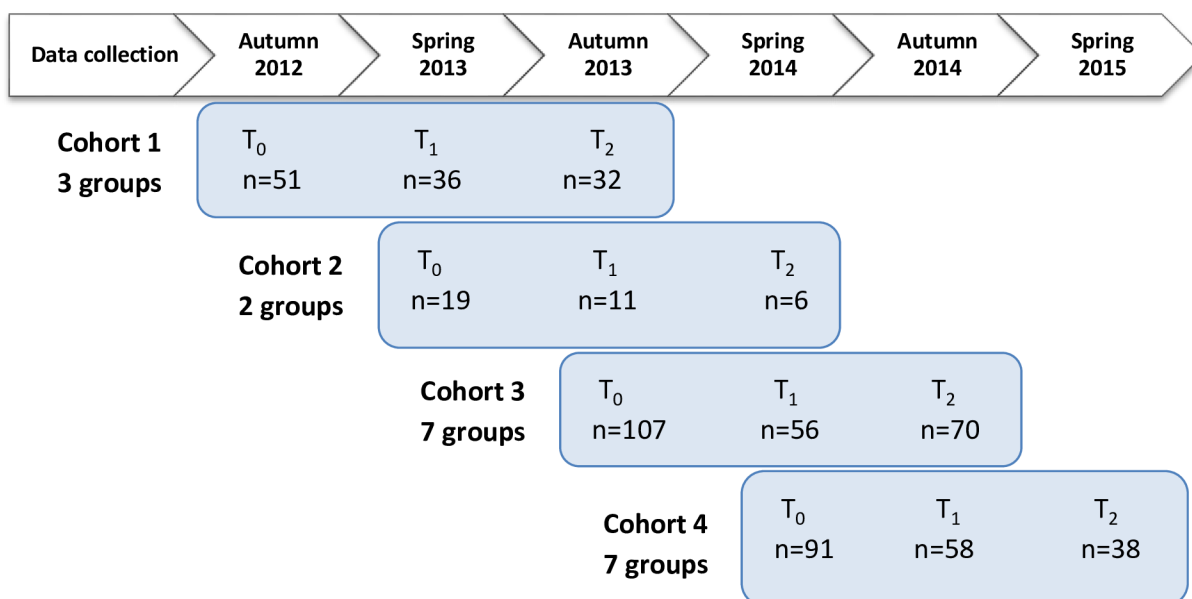 Data collection
Autumn
2012
Spring
2013
Autumn
2013
Spring
2014
Autumn
2014
Spring
2015
Cohort 1
3 groups
T0 T1 T2
n=51 n=36 n=32
Cohort 2
2 groups
T0 T1 T2
n=19 n=11 n=6
Cohort 3
7 groups
T0 T1 T2
n=107 n=56 n=70
Cohort 4
7 groups
T0 T1 T2
n=91 n=58 n=38